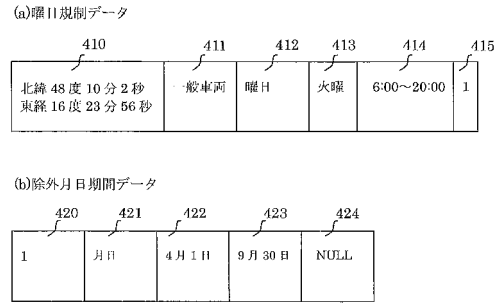 (a)曜日規制データ
410 411 412 413 414 415
北緯 48 度 10 分 2 秒
東経 16 度 23 分 56 秒
一般車両 曜日 火曜 6:00～20:00 1
(b)除外月日期間データ
420 421 422 423 424
1 月日 4 月 1 日 9 月 30 日 NULL